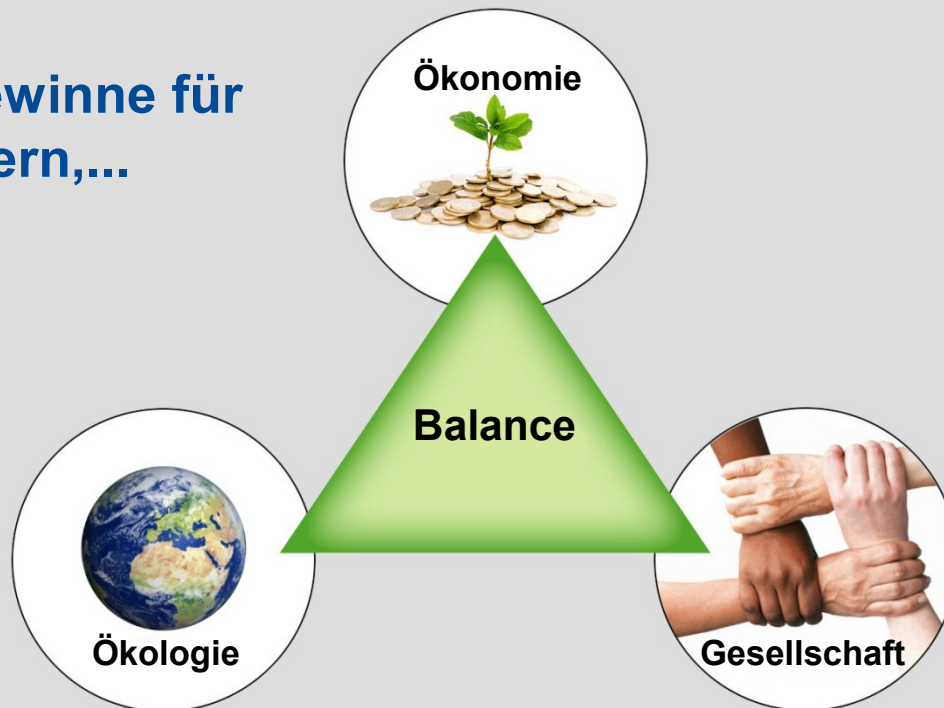 ewinne für
ern,...
Ökonomie
Balance
Ökologie
Gesellschaft